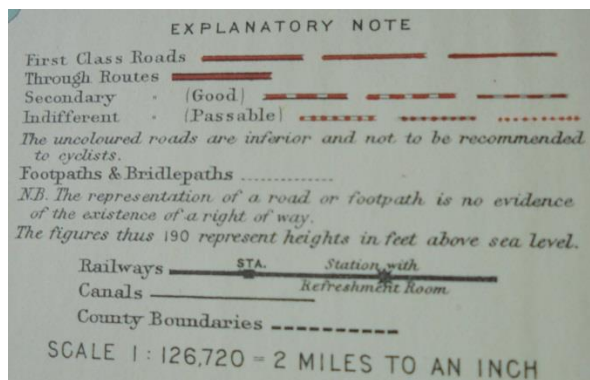 EXPLANATORY NOTE
First Class Roads
Through Routes
Secondary " (Good)
Indifferent " (Passable)
The uncoloured roads are inferior and not to be recommended
to cyclists.
Footpaths & Bridlepaths
N.B. The representation of a road or footpath is no evidence
of the existence of a right of way.
The figures thus 190 represent heights in feet above sea level.
Railways STA. Station with
Refreshment Room
Canals
County Boundaries
SCALE 1 : 126,720 = 2 MILES TO AN INCH